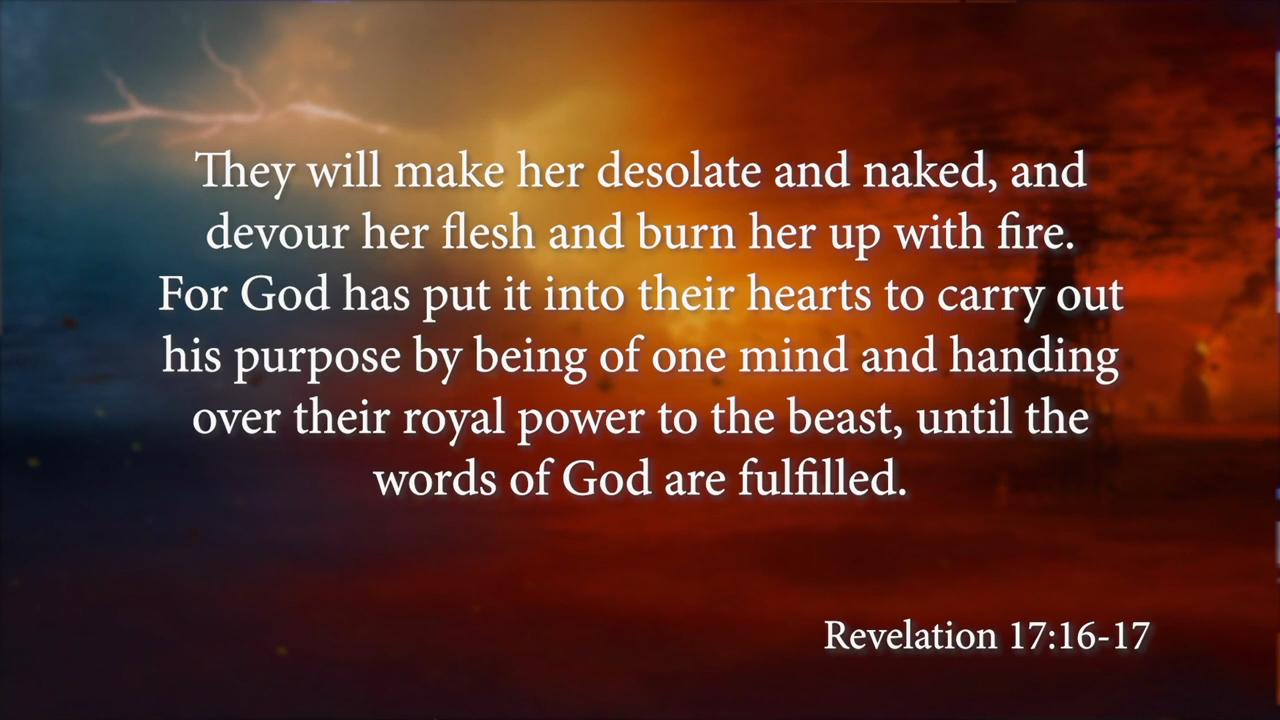 They will make her desolate and naked, and
devour her flesh and burn her up with fire.
For God has put it into their hearts to carry out
his purpose by being of one mind and handing
over their royal power to the beast, until the
words of God are fulfilled.
Revelation 17:16-17